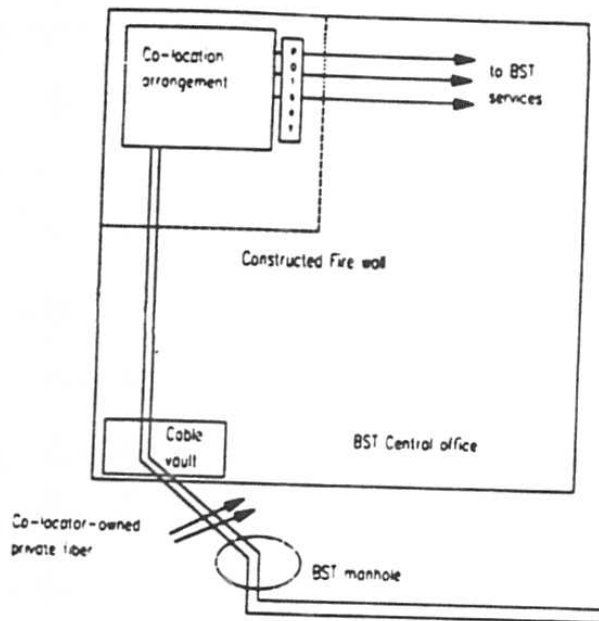 Co-location
arrangement
to BST
services
Constructed Fire wall
Cable
vault
BST Central office
Co-locator-owned
private fiber
BST manhole